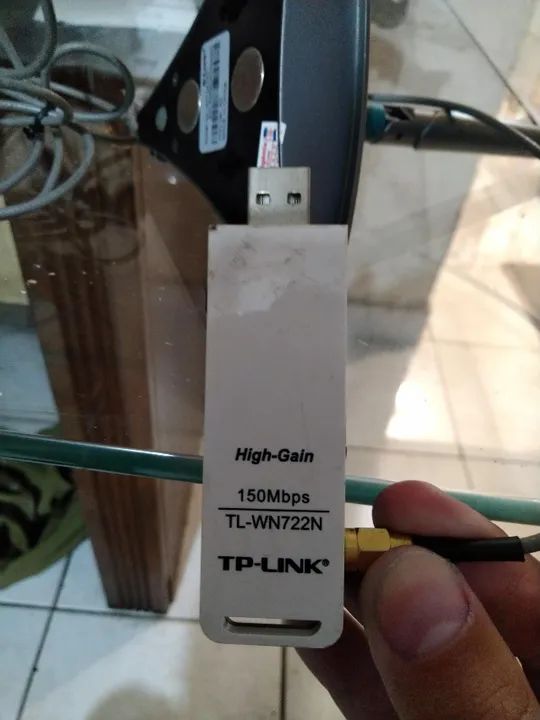 High-Gain
150Mbps
TL-WN722N
TP-LINK®